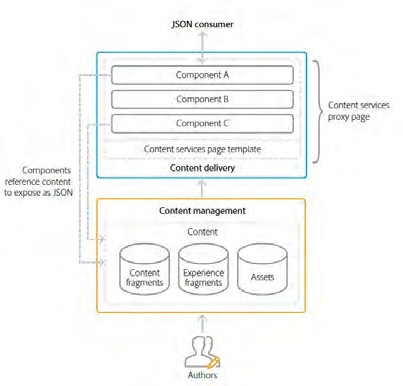 JSON consumer
Component A
Component B
Component C
Content services page template
Content delivery
Content services
proxy page
Components
reference content
to expose as JSON
Content management
Content
Content
fragments
Experience
fragments
Assets
Authors